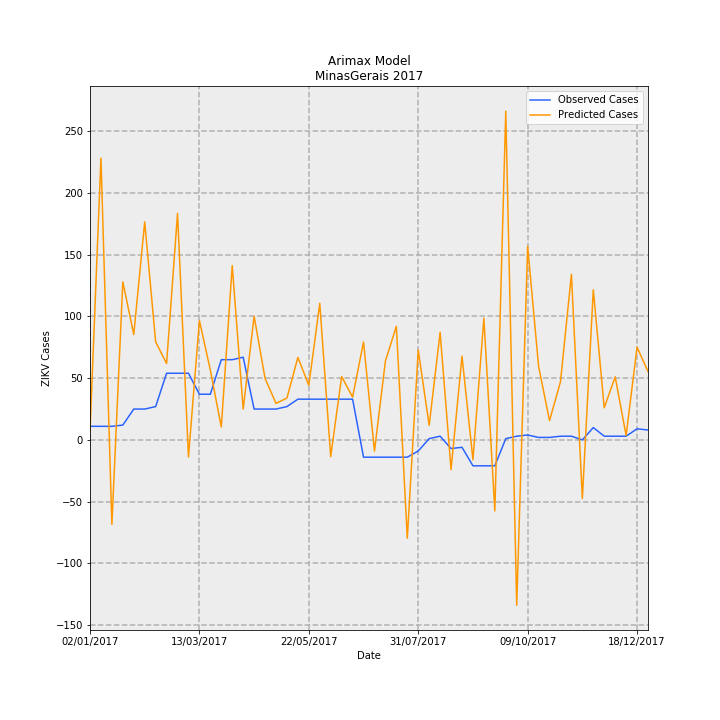 Arimax Model
MinasGerais 2017
Observed Cases
Predicted Cases
ZIKV Cases
250
200
150
100
50
0
−50
−100
−150
02/01/2017 13/03/2017 22/05/2017 31/07/2017 09/10/2017 18/12/2017
Date